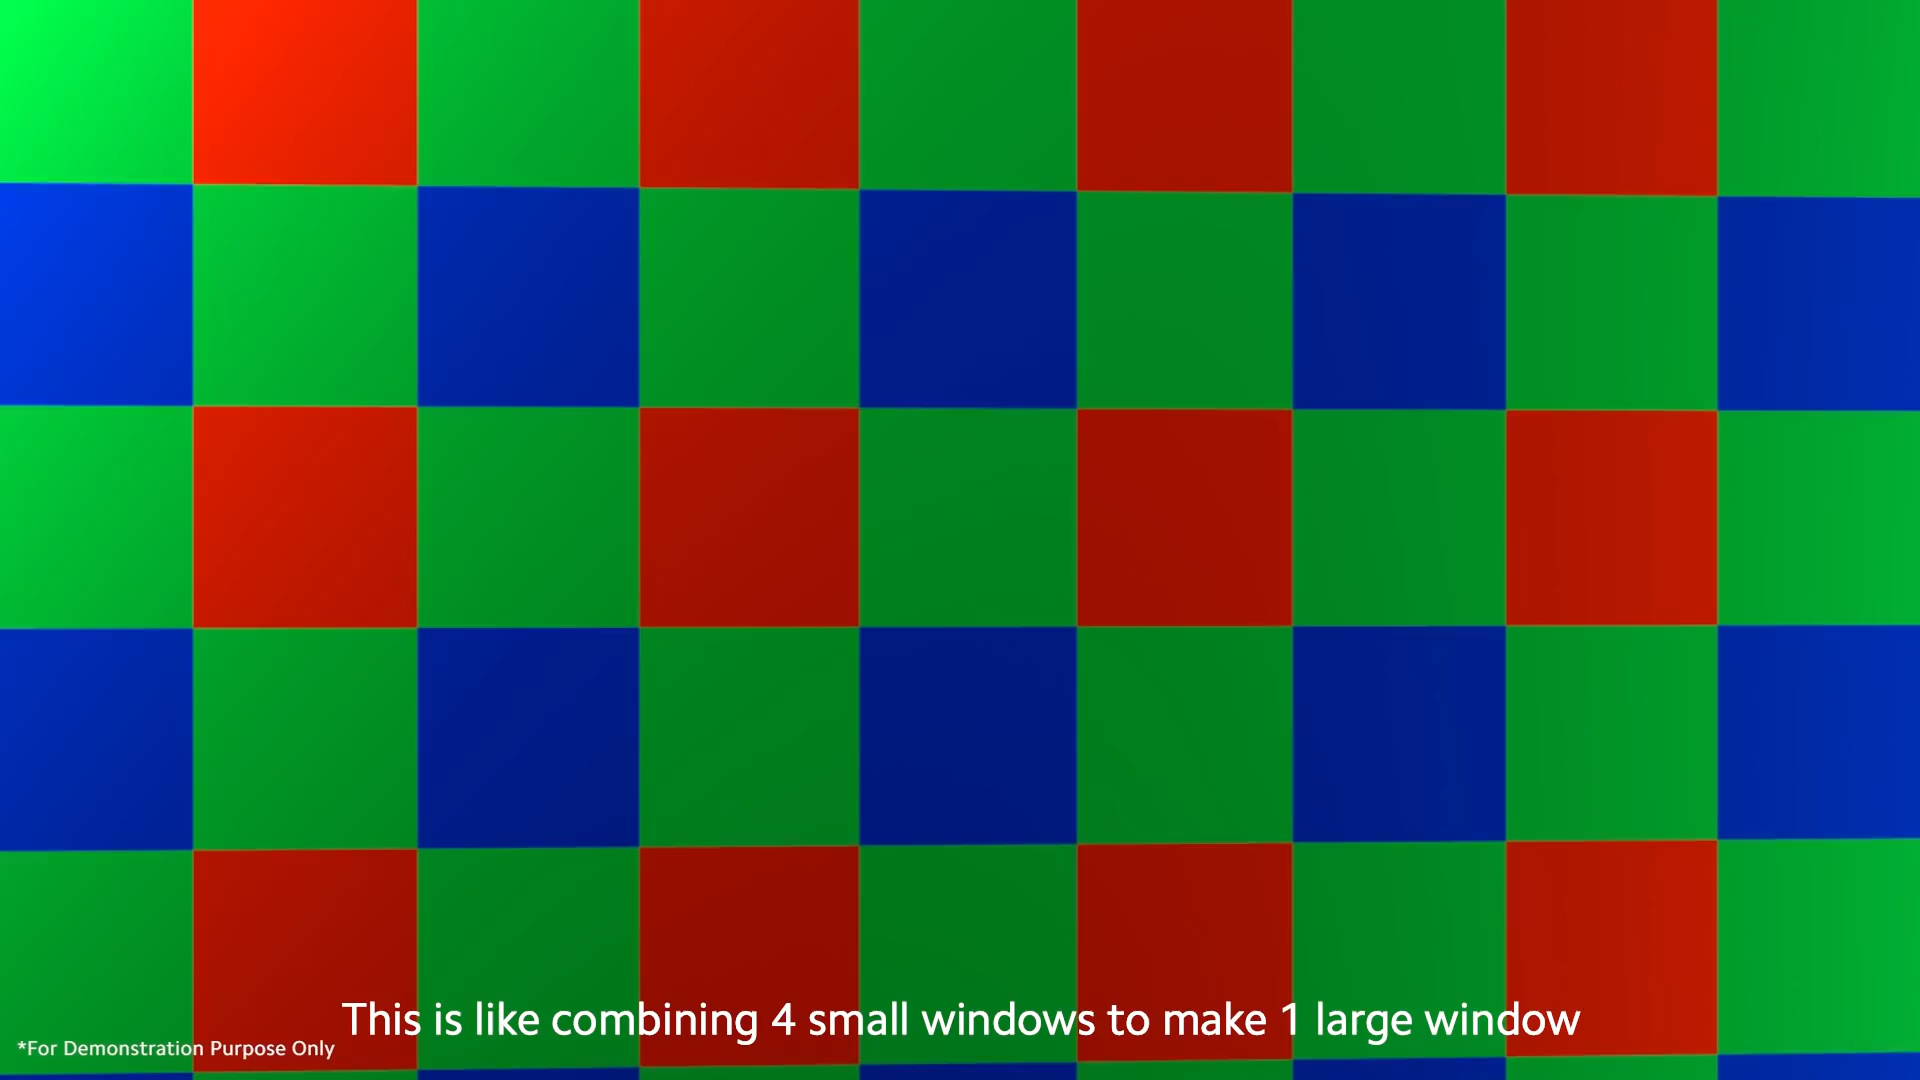 This is like combining 4 small windows to make 1 large window
*For Demonstration Purpose Only